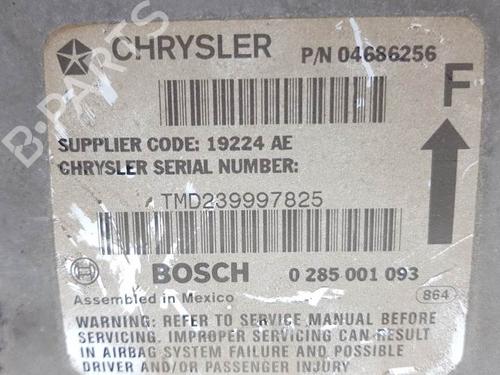 CHRYSLER P/N 04686256
F
SUPPLIER CODE: 19224 AE
CHRYSLER SERIAL NUMBER:
TMD239997825
BOSCH 0 285 001 093
Assembled in Mexico 864
WARNING: REFER TO SERVICE MANUAL BEFORE
SERVICING. IMPROPER SERVICING CAN RESULT
IN AIRBAG SYSTEM FAILURE AND POSSIBLE
DRIVER AND/OR PASSENGER INJURY
B-PARTS